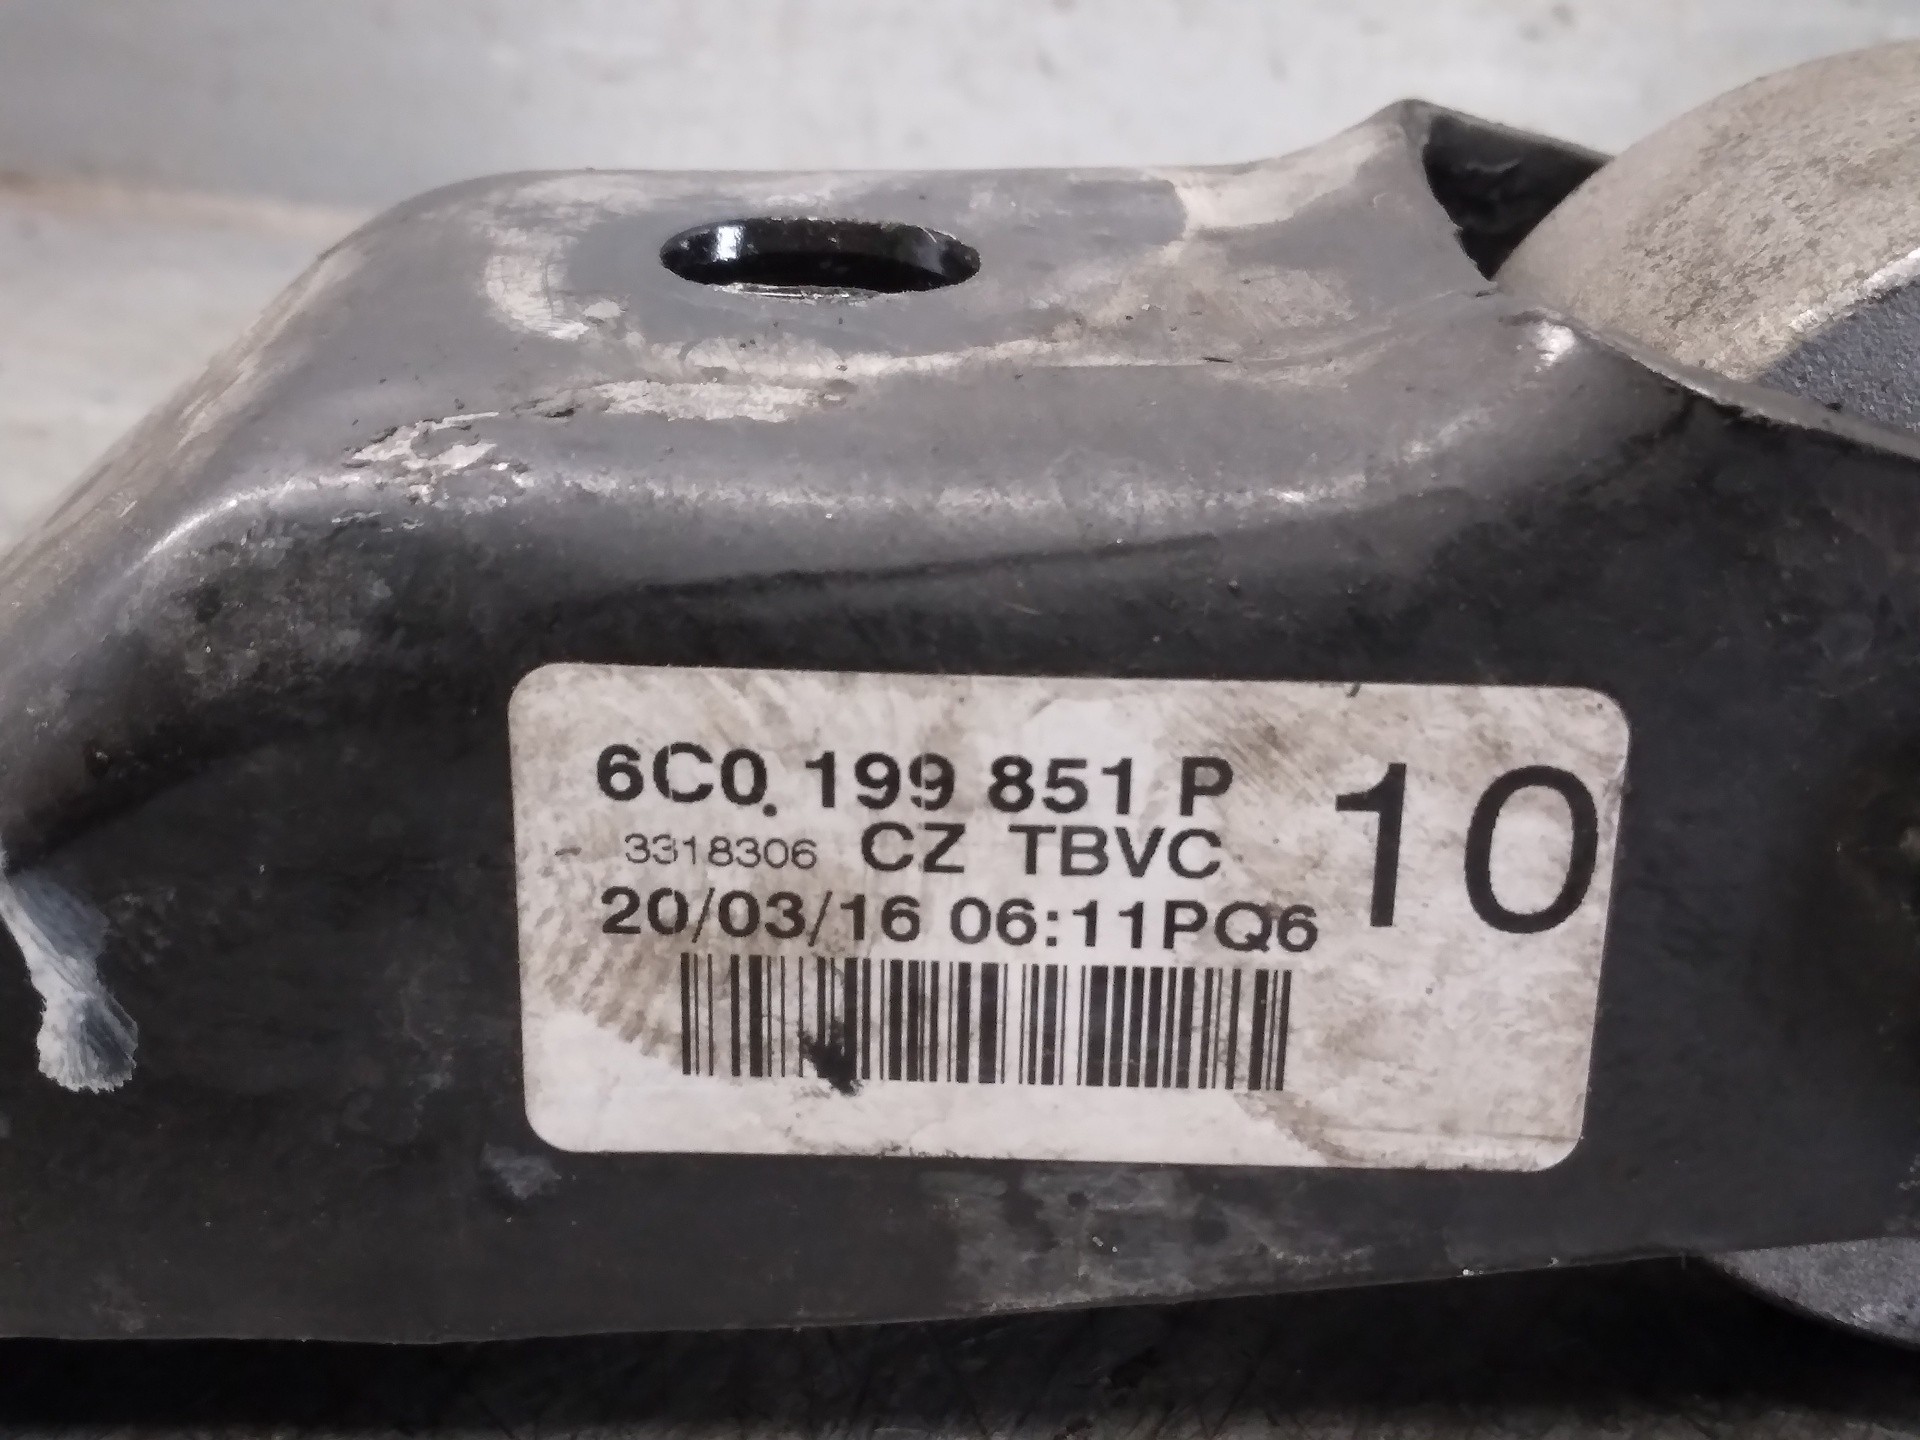 6C0. 199 851 P
10
3318306 CZ TBVC
20/03/16 06:11PQ6